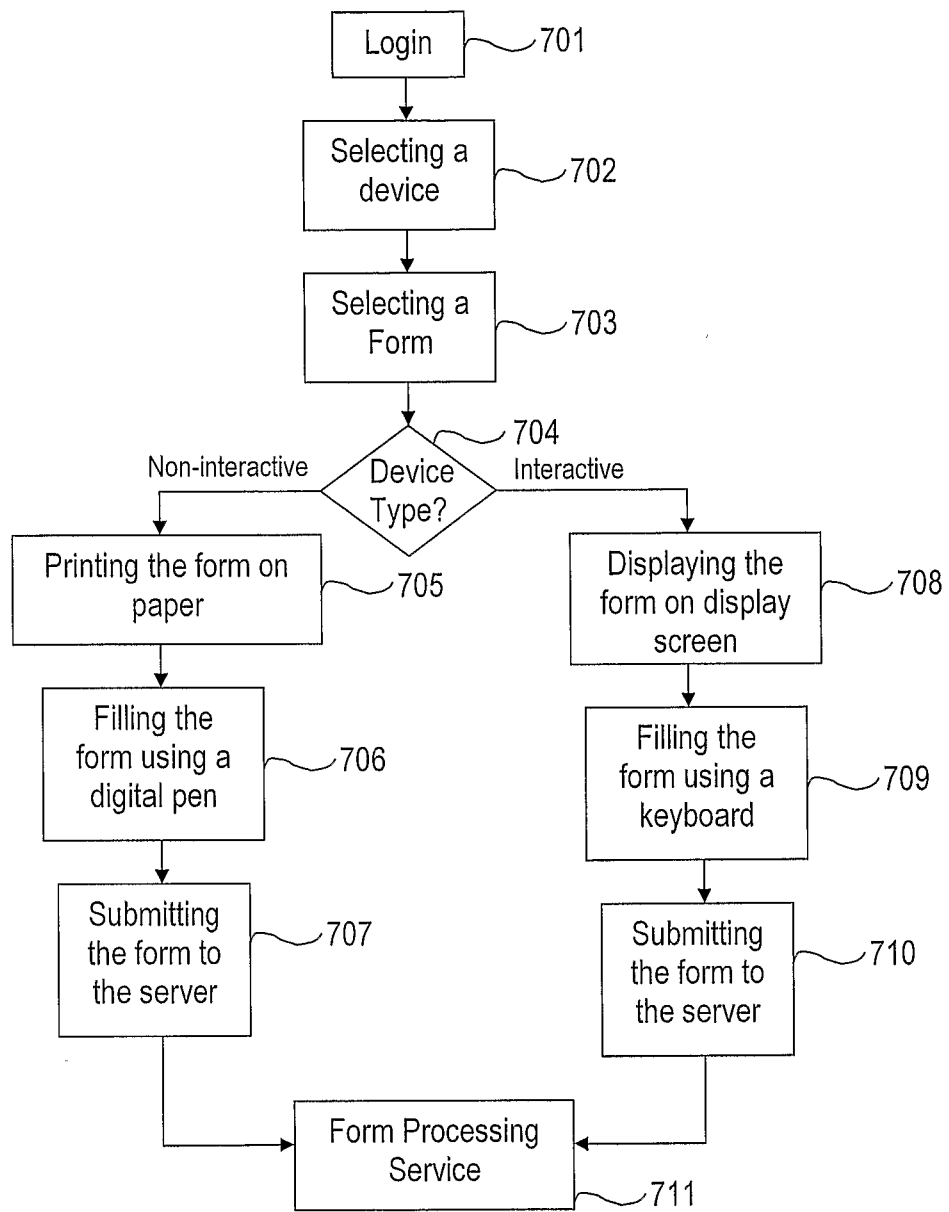 Login
701
Selecting a
device
702
Selecting a
Form
703
704
Device
Type?
Non-interactive
Interactive
Printing the form on
paper
705
Filling the
form using a
digital pen
706
Submitting
the form to
the server
707
Displaying the
form on display
screen
708
Filling the
form using a
keyboard
709
Submitting
the form to
the server
710
Form Processing
Service
711